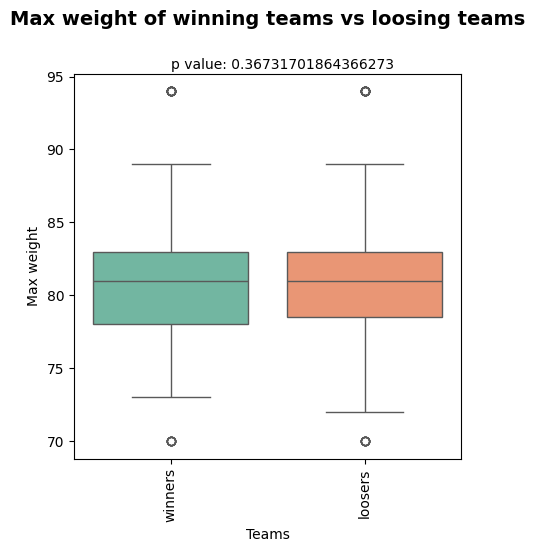 Max weight of winning teams vs loosing teams
p value: 0.36731701864366273
95
90
85
80
75
70
Max weight
winners
loosers
Teams